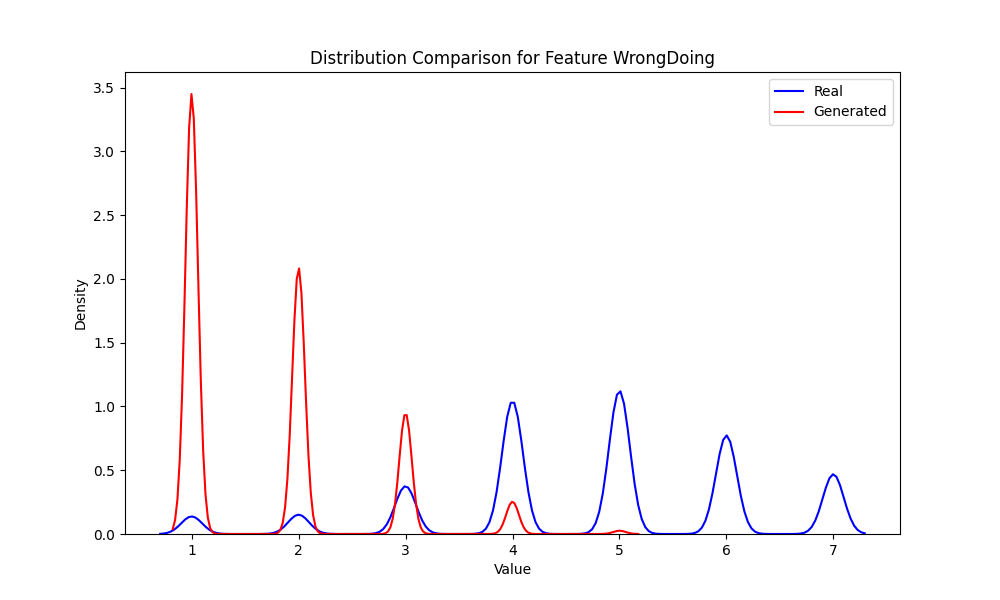 Distribution Comparison for Feature WrongDoing
Real
Generated
3.5
3.0
2.5
2.0
1.5
1.0
0.5
0.0
Density
1 2 3 4 5 6 7
Value